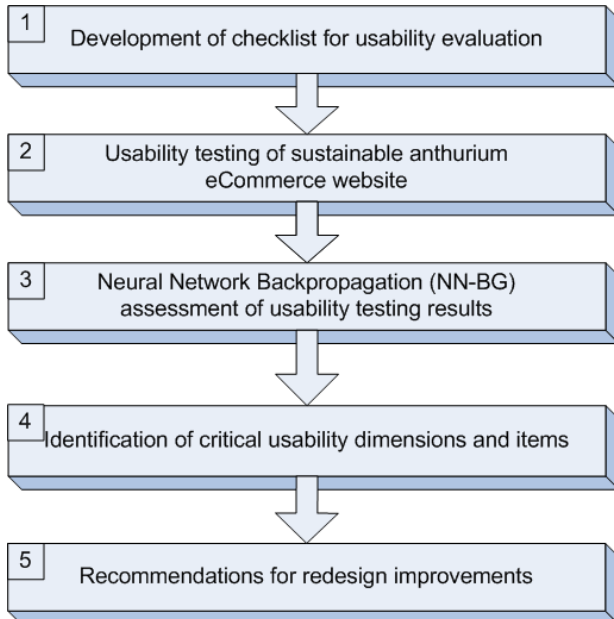 1
Development of checklist for usability evaluation
2
Usability testing of sustainable anthurium
eCommerce website
3
Neural Network Backpropagation (NN-BG)
assessment of usability testing results
4
Identification of critical usability dimensions and items
5
Recommendations for redesign improvements